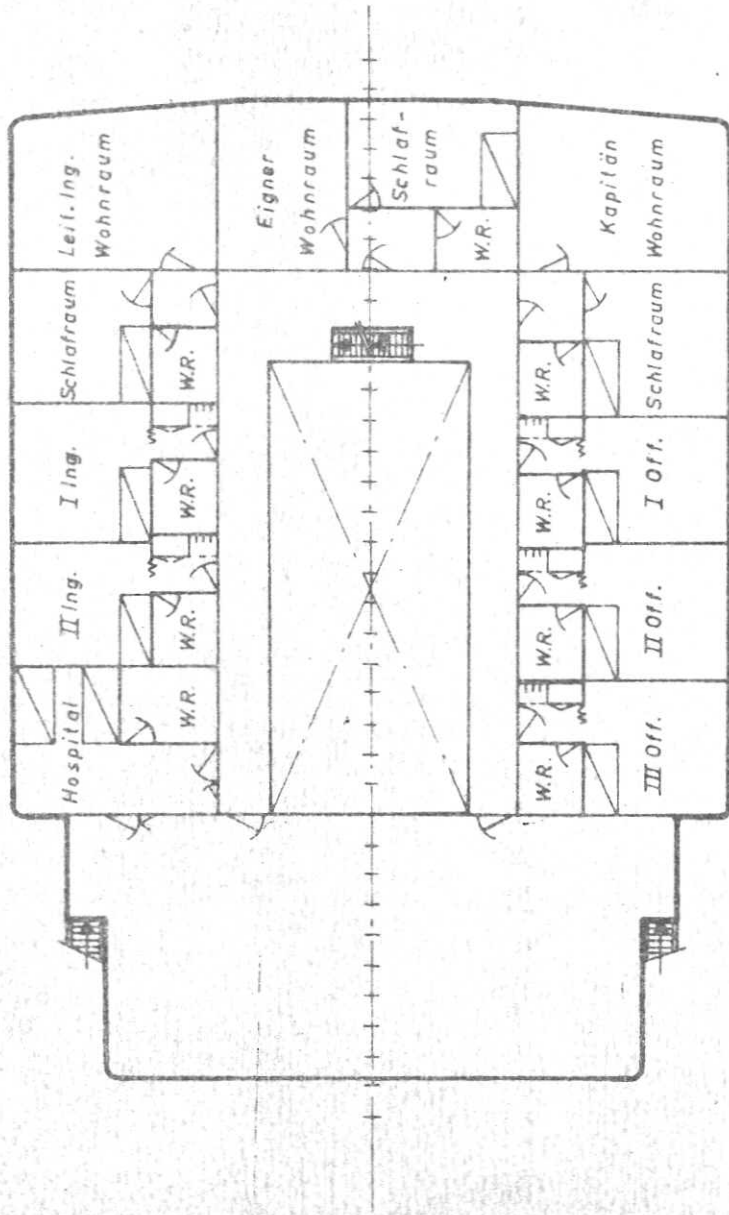 Leit. Ing.
Wohnraum
Eigner
Wohnraum
Schlaf-
raum
W.R.
Kapitän
Wohnraum
Schlafraum
W.R.
I Ing.
W.R.
II Ing.
W.R.
Hospital
W.R.
Schlafraum
W.R.
I Off.
W.R.
II Off.
W.R.
III Off.
W.R.